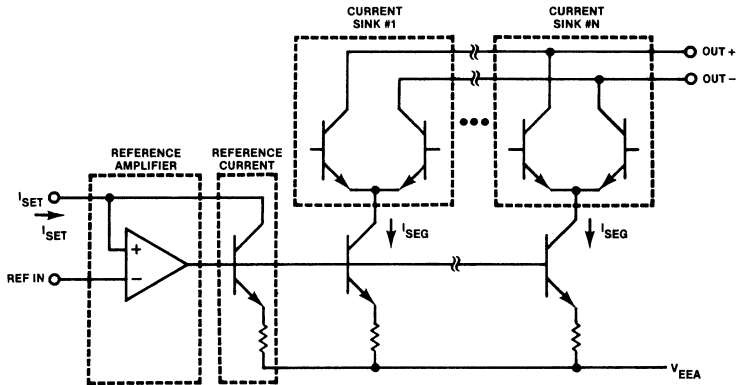 CURRENT
SINK #1
CURRENT
SINK #N
OUT +
OUT –
REFERENCE
AMPLIFIER
REFERENCE
CURRENT
ISET
ISET
+
–
REF IN
ISEG
ISEG
VEEA